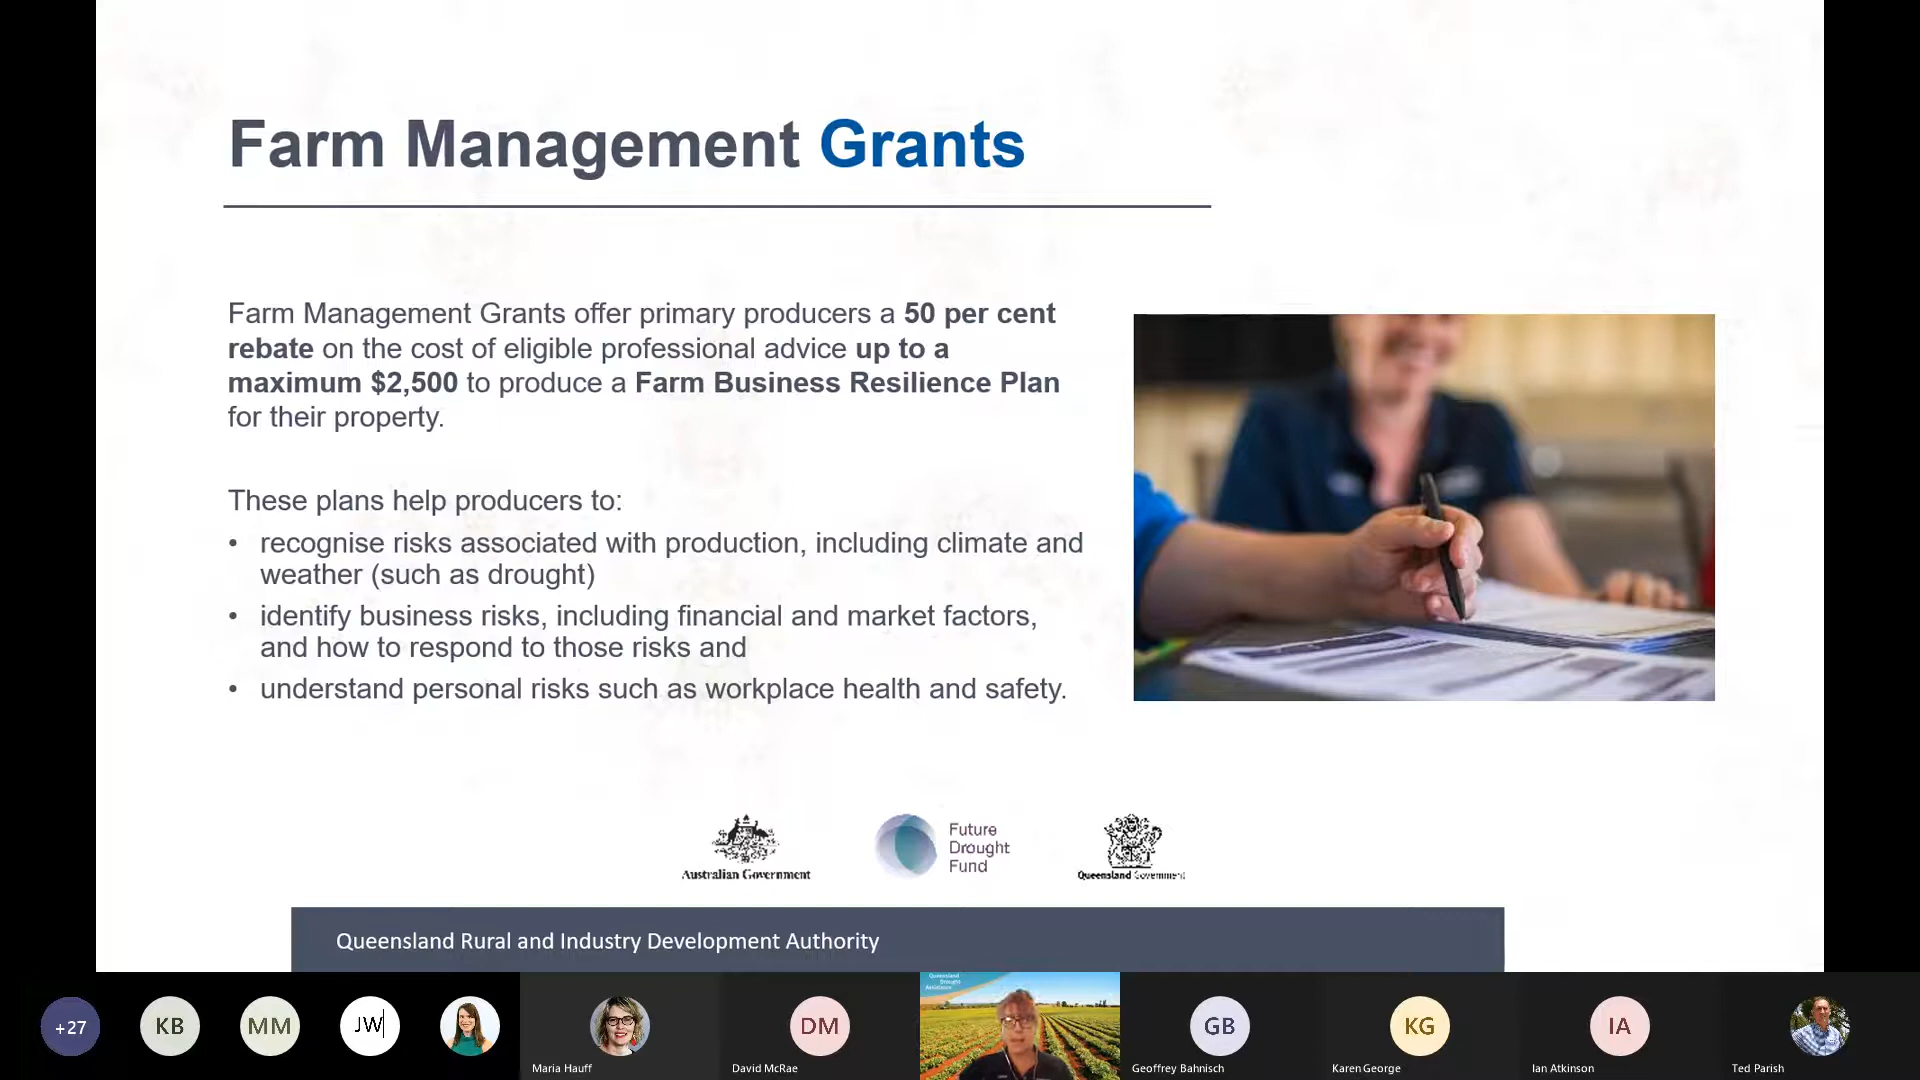 Farm Management Grants
Farm Management Grants offer primary producers a 50 per cent
rebate on the cost of eligible professional advice up to a
maximum $2,500 to produce a Farm Business Resilience Plan
for their property.
These plans help producers to:
• recognise risks associated with production, including climate and
weather (such as drought)
• identify business risks, including financial and market factors,
and how to respond to those risks and
• understand personal risks such as workplace health and safety.
Australian Government
Future
Drought
Fund
Queensland Government
Queensland Rural and Industry Development Authority
+27
KB
MM
JW
Maria Hauff
DM
David McRae
Queensland
Drought
Assistance
GB
Geoffrey Bahnisch
KG
Karen George
IA
Ian Atkinson
Ted Parish